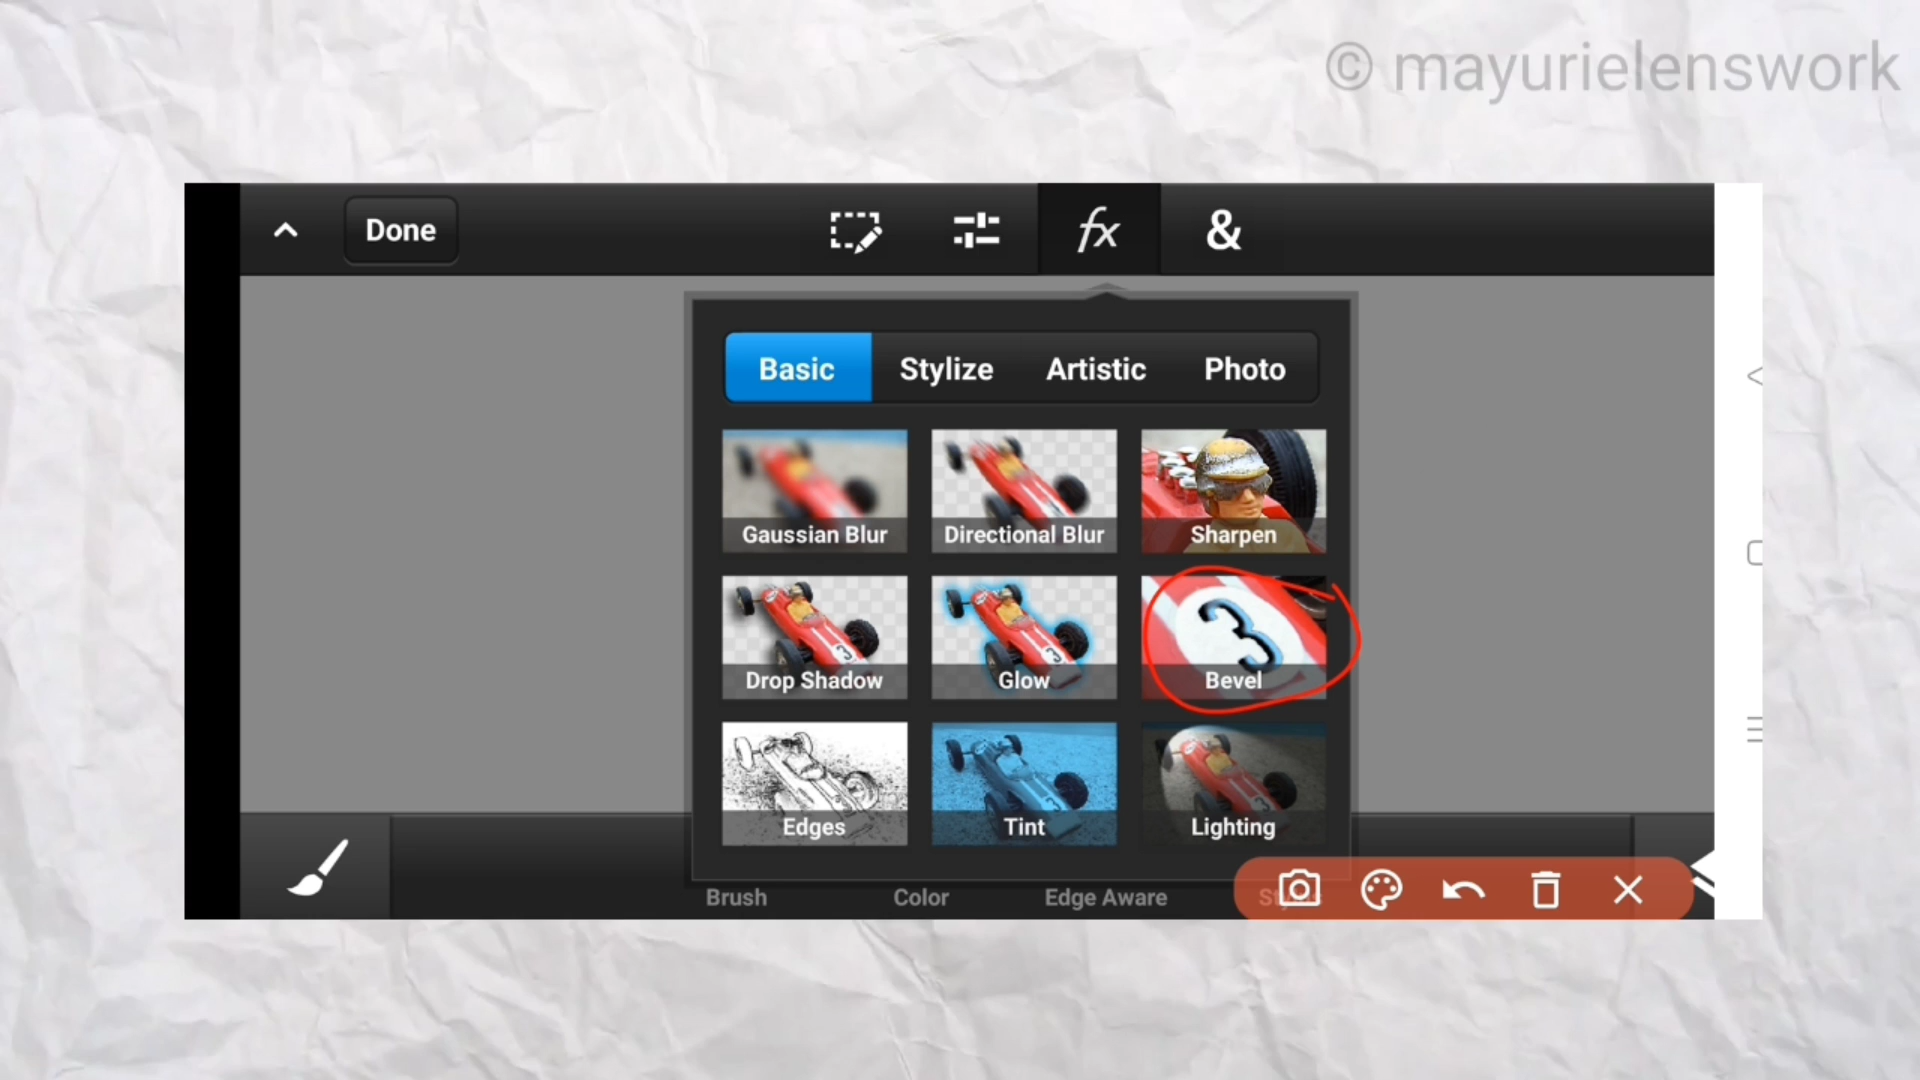 © mayurielenswork
Done
fx
&
Basic Stylize Artistic Photo
Gaussian Blur Directional Blur Sharpen
3
Drop Shadow Glow Bevel
Edges Tint Lighting
Brush Color Edge Aware